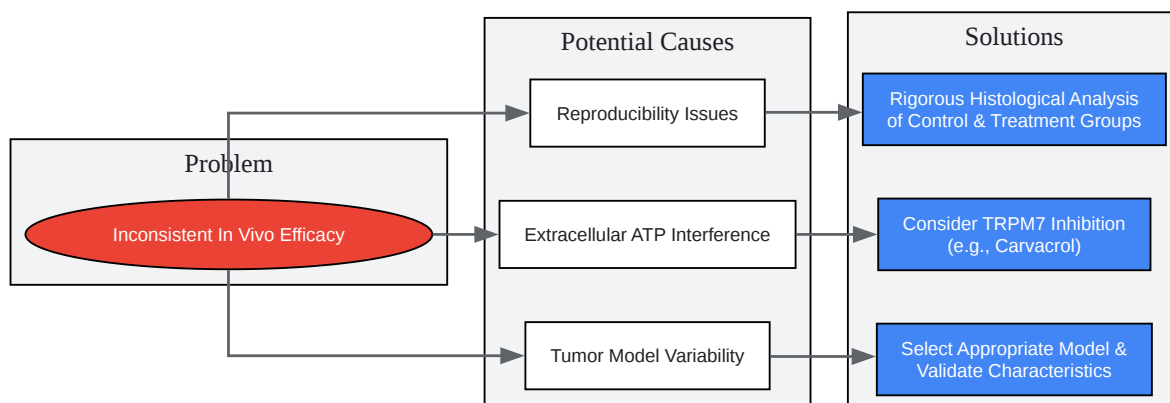 Problem
Inconsistent In Vivo Efficacy
Potential Causes
Reproducibility Issues
Extracellular ATP Interference
Tumor Model Variability
Solutions
Rigorous Histological Analysis
of Control & Treatment Groups
Consider TRPM7 Inhibition
(e.g., Carvacrol)
Select Appropriate Model &
Validate Characteristics